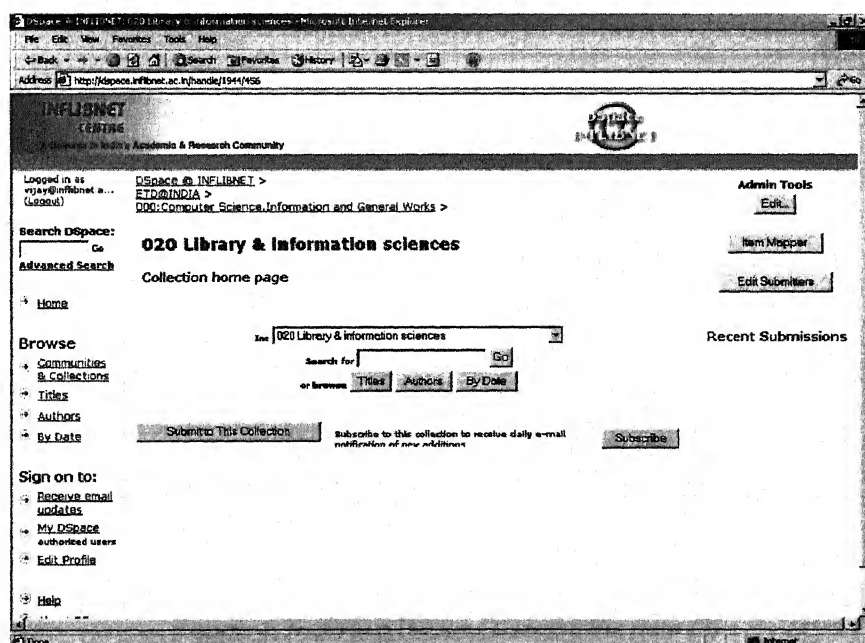 DSpace @ INFLIBNET: 020 Library & information sciences - Microsoft Internet Explorer
File Edit View Favorites Tools Help
Back Search Favorites History
Address http://dspace.inflibnet.ac.in/handle/1944/456 Go
INFLIBNET
CENTRE
Academic & Research Community
Logged in as
vijay@inflibnet a...
(Logout)
DSpace @ INFLIBNET >
ETD@INDIA >
000:Computer Science,Information and General Works >
Admin Tools
Edit...
Item Mapper
Edit Submitters
Search DSpace:
Go
Advanced Search
020 Library & information sciences
Collection home page
Home
In: 020 Library & information sciences
Search for Go
or browse Titles Authors By Date
Recent Submissions
Browse
Communities
& Collections
Titles
Authors
By Date
Submit to This Collection
Subscribe to this collection to receive daily e-mail
notification of new additions
Subscribe
Sign on to:
Receive email
updates
My DSpace
authorized users
Edit Profile
Help
Done Internet